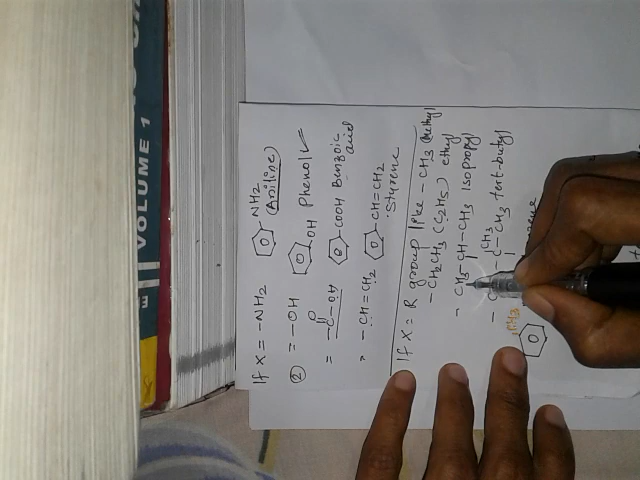 If X = -NH2 NH2 (Aniline)
② = -OH OH Phenol
= -C-OH COOH Benzoic acid
O
= -CH=CH2 CH=CH2 Styrene
If X = R group like -CH3 methyl
-CH2CH3 (C2H5) ethyl
-CH3-CH-CH3 isopropyl
CH3
-C-CH3 tert-butyl
CH3
VOLUME 1